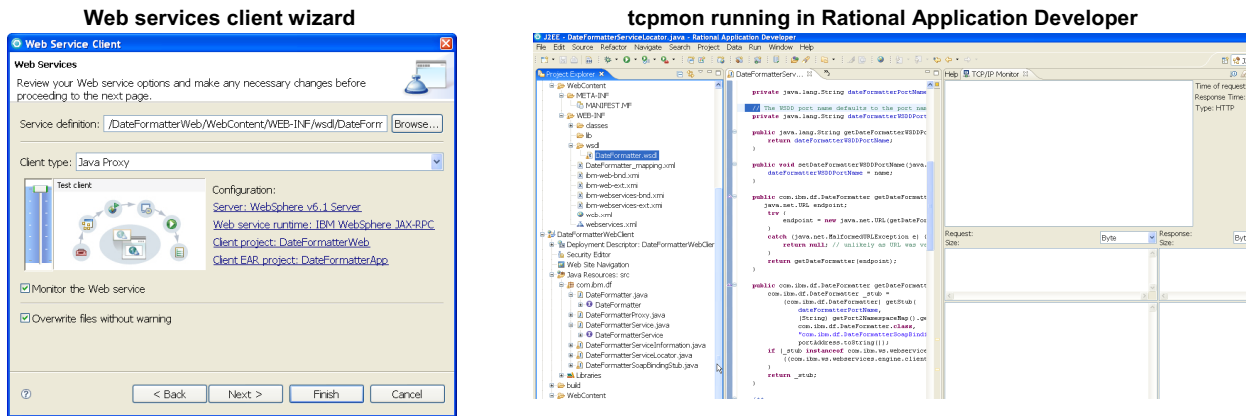 Web services client wizard
tcpmon running in Rational Application Developer
Web Service Client
Web Services
Review your Web service options and make any necessary changes before
proceeding to the next page.
Service definition: /DateFormatterWeb/WebContent/WEB-INF/wsdl/DateForm Browse...
Client type: Java Proxy
Test client
Configuration:
Server: WebSphere v6.1 Server
Web service runtime: IBM WebSphere JAX-RPC
Client project: DateFormatterWeb
Client EAR project: DateFormatterApp
Monitor the Web service
Overwrite files without warning
< Back Next > Finish Cancel
J2EE - DateFormatterServiceLocator.java - Rational Application Developer
File Edit Source Refactor Navigate Search Project Data Run Window Help
Project Explorer
WebContent
META-INF
MANIFEST.MF
WEB-INF
classes
lib
wsdl
DateFormatter.wsdl
DateFormatter_mapping.xml
ibm-web-bnd.xmi
ibm-web-ext.xmi
ibm-webservices-bnd.xmi
ibm-webservices-ext.xmi
web.xml
webservices.xml
DateFormatterWebClient
Deployment Descriptor: DateFormatterWebClier
Security Editor
Web Site Navigation
Java Resources: src
com.ibm.df
DateFormatter.java
DateFormatter
DateFormatterProxy.java
DateFormatterService.java
DateFormatterService
DateFormatterServiceInformation.java
DateFormatterServiceLocator.java
DateFormatterSoapBindingStub.java
Libraries
build
WebContent
DateFormatterServ...
private java.lang.String dateFormatterPortName
// The WSDD port name defaults to the port nam
private java.lang.String dateFormatterWSDDPort
public java.lang.String getDateFormatterWSDDPo
return dateFormatterWSDDPortName;
}
public void setDateFormatterWSDDPortName(java.
dateFormatterWSDDPortName = name;
}
public com.ibm.df.DateFormatter getDateFormatt
java.net.URL endpoint;
try {
endpoint = new java.net.URL(getDateFo
}
catch (java.net.MalformedURLException e) {
return null; // unlikely as URL was va
}
return getDateFormatter(endpoint);
}
public com.ibm.df.DateFormatter getDateFormatt
com.ibm.df.DateFormatter _stub =
(com.ibm.df.DateFormatter) getStub(
dateFormatterPortName,
(String) getPort2NamespaceMap().ge
com.ibm.df.DateFormatter.class,
"com.ibm.df.DateFormatterSoapBindi
portAddress.toString());
if (_stub instanceof com.ibm.ws.webservice
((com.ibm.ws.webservices.engine.client
}
return _stub;
}
Help TCP/IP Monitor
Time of request
Response Time:
Type: HTTP
Request:
Size:
Byte
Response:
Size:
Byt